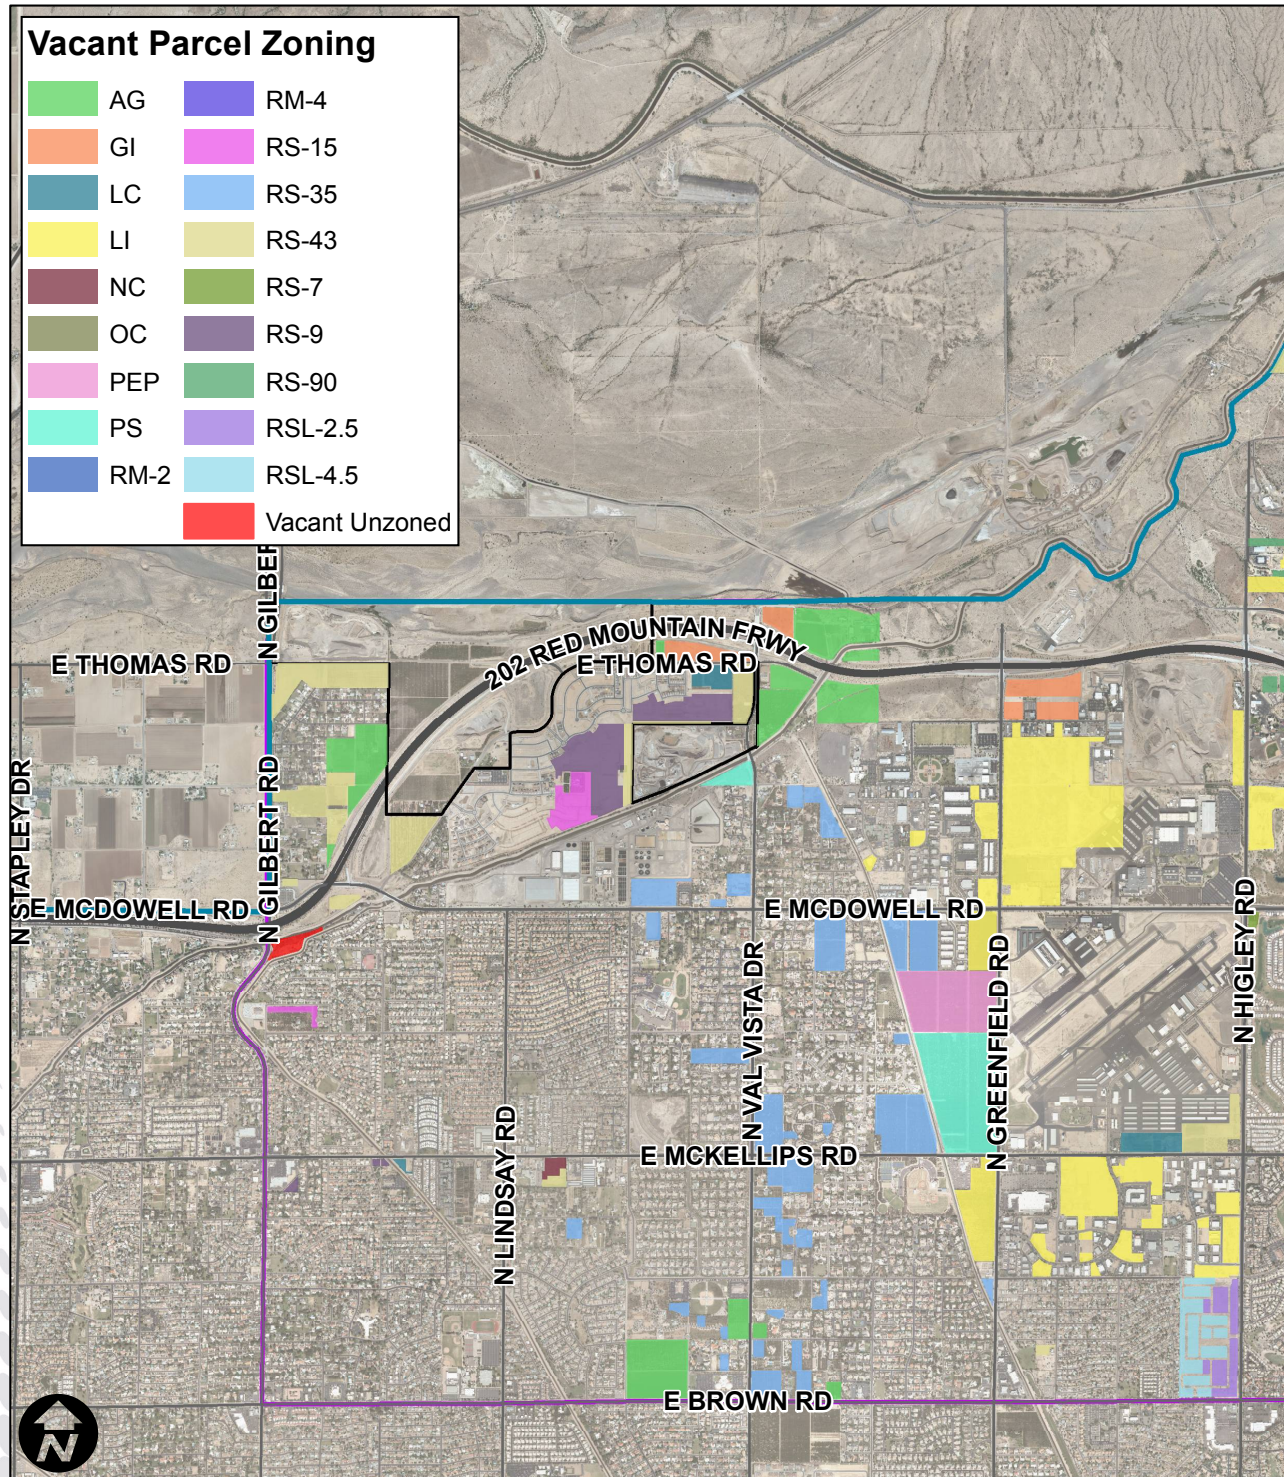 Vacant Parcel Zoning
AG
GI
LC
LI
NC
OC
PEP
PS
RM-2
RM-4
RS-15
RS-35
RS-43
RS-7
RS-9
RS-90
RSL-2.5
RSL-4.5
Vacant Unzoned
N GILBER
E THOMAS RD
202 RED MOUNTAIN FRWY
E THOMAS RD
N STAPLEY DR
N GILBERT RD
E MCDOWELL RD
E MCDOWELL RD
N VAL VISTA DR
N GREENFIELD RD
N HIGLEY RD
N LINDSAY RD
E MCKELLIPS RD
E BROWN RD
N